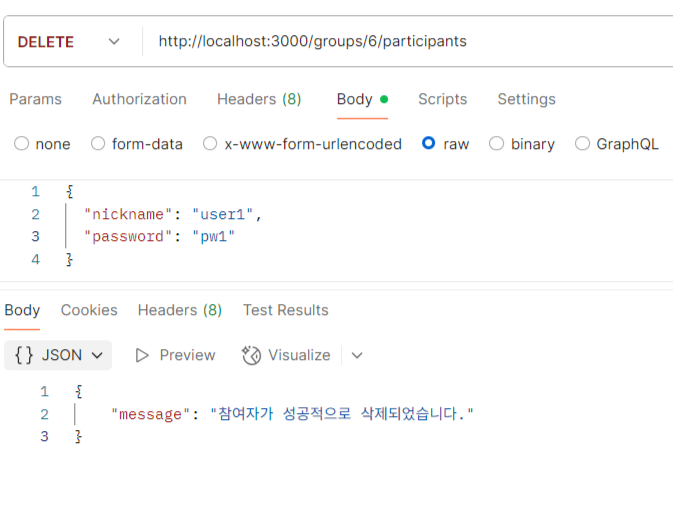 DELETE http://localhost:3000/groups/6/participants
Params Authorization Headers (8) Body Scripts Settings
none form-data x-www-form-urlencoded raw binary GraphQL
1 {
2 "nickname": "user1",
3 "password": "pw1"
4 }
Body Cookies Headers (8) Test Results
{} JSON Preview Visualize
1 {
2 "message": "참여자가 성공적으로 삭제되었습니다."
3 }